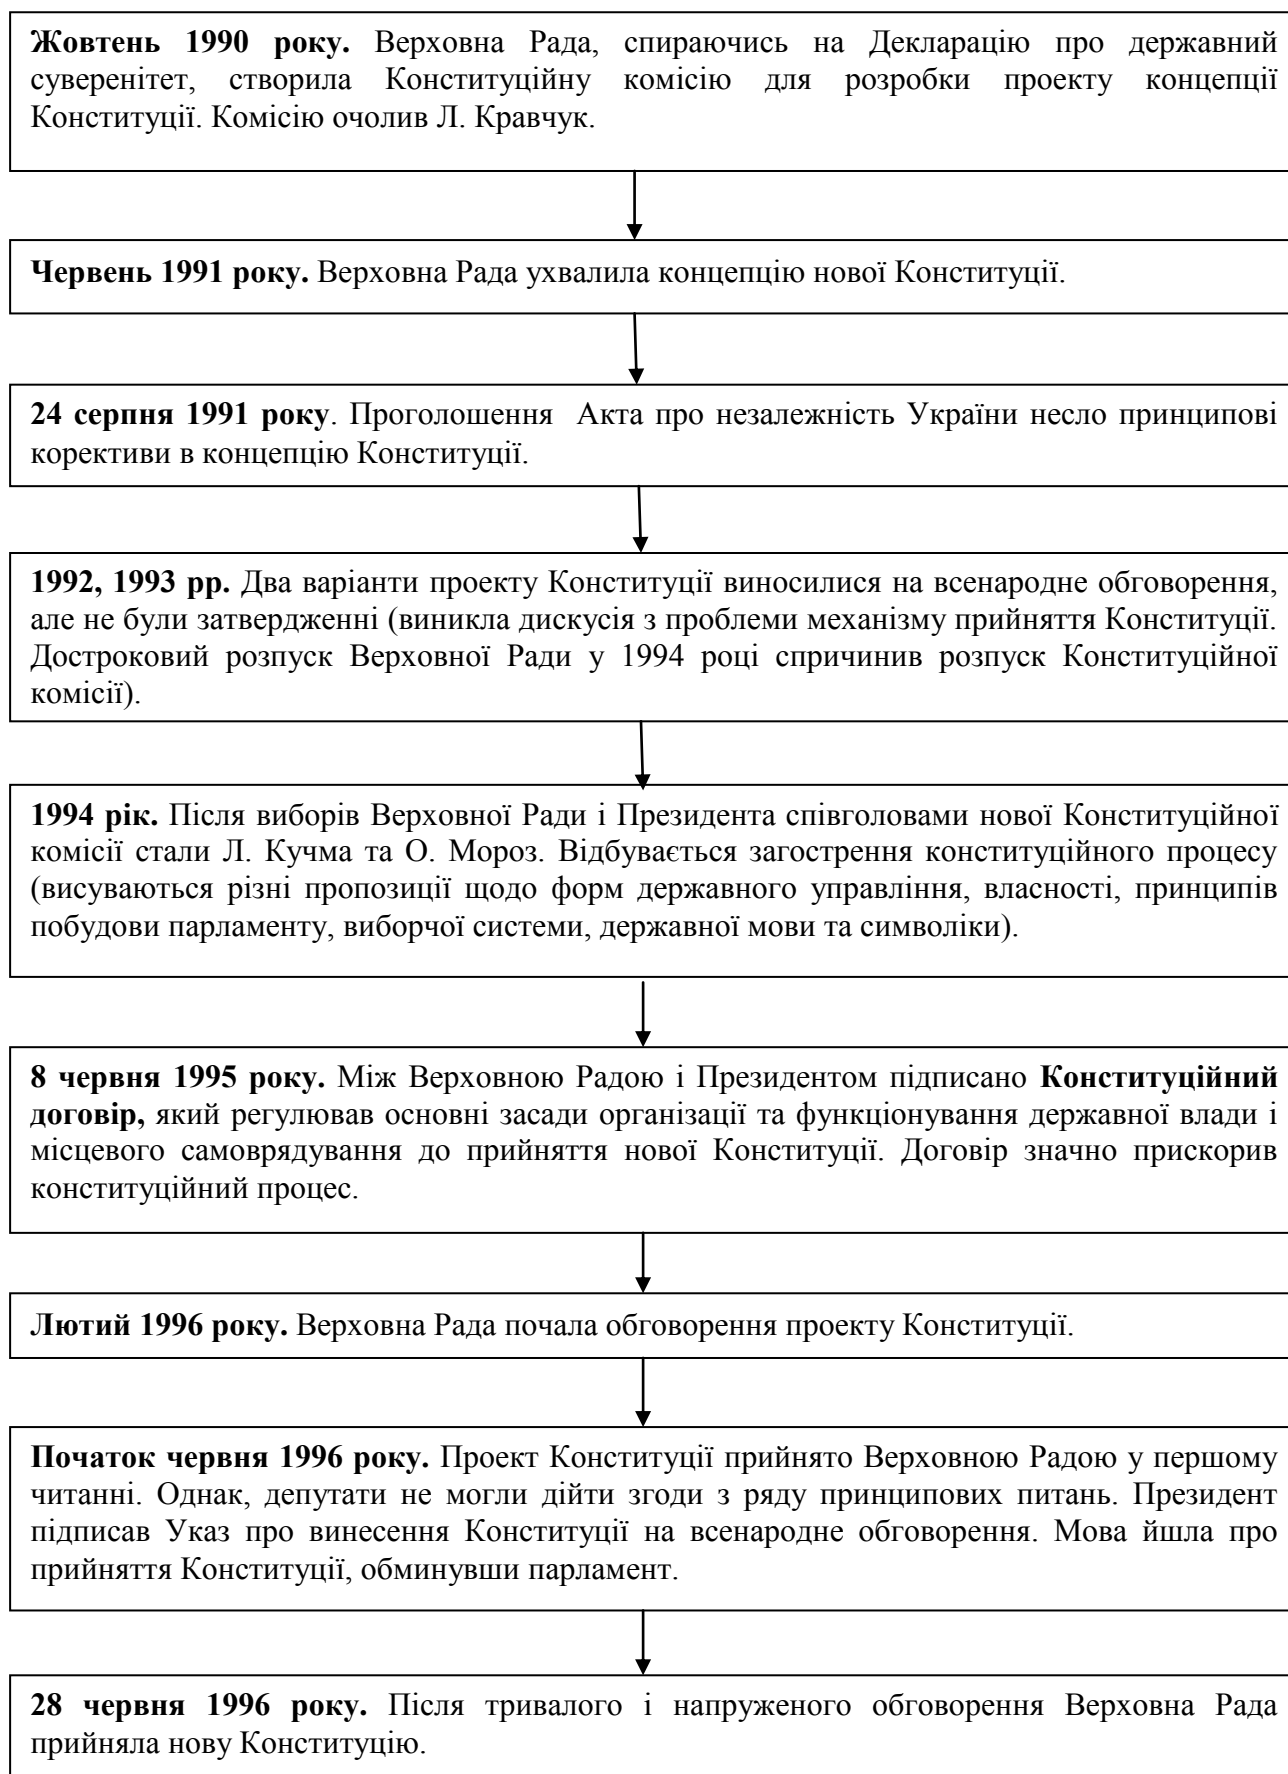 Жовтень 1990 року. Верховна Рада, спираючись на Декларацію про державний
суверенітет, створила Конституційну комісію для розробки проекту концепції
Конституції. Комісію очолив Л. Кравчук.
Червень 1991 року. Верховна Рада ухвалила концепцію нової Конституції.
24 серпня 1991 року. Проголошення Акта про незалежність України несло принципові
корективи в концепцію Конституції.
1992, 1993 рр. Два варіанти проекту Конституції виносилися на всенародне обговорення,
але не були затвердженні (виникла дискусія з проблеми механізму прийняття Конституції.
Достроковий розпуск Верховної Ради у 1994 році спричинив розпуск Конституційної
комісії).
1994 рік. Після виборів Верховної Ради і Президента співголовами нової Конституційної
комісії стали Л. Кучма та О. Мороз. Відбувається загострення конституційного процесу
(висуваються різні пропозиції щодо форм державного управління, власності, принципів
побудови парламенту, виборчої системи, державної мови та символіки).
8 червня 1995 року. Між Верховною Радою і Президентом підписано Конституційний
договір, який регулював основні засади організації та функціонування державної влади і
місцевого самоврядування до прийняття нової Конституції. Договір значно прискорив
конституційний процес.
Лютий 1996 року. Верховна Рада почала обговорення проекту Конституції.
Початок червня 1996 року. Проект Конституції прийнято Верховною Радою у першому
читанні. Однак, депутати не могли дійти згоди з ряду принципових питань. Президент
підписав Указ про винесення Конституції на всенародне обговорення. Мова йшла про
прийняття Конституції, обминувши парламент.
28 червня 1996 року. Після тривалого і напруженого обговорення Верховна Рада
прийняла нову Конституцію.